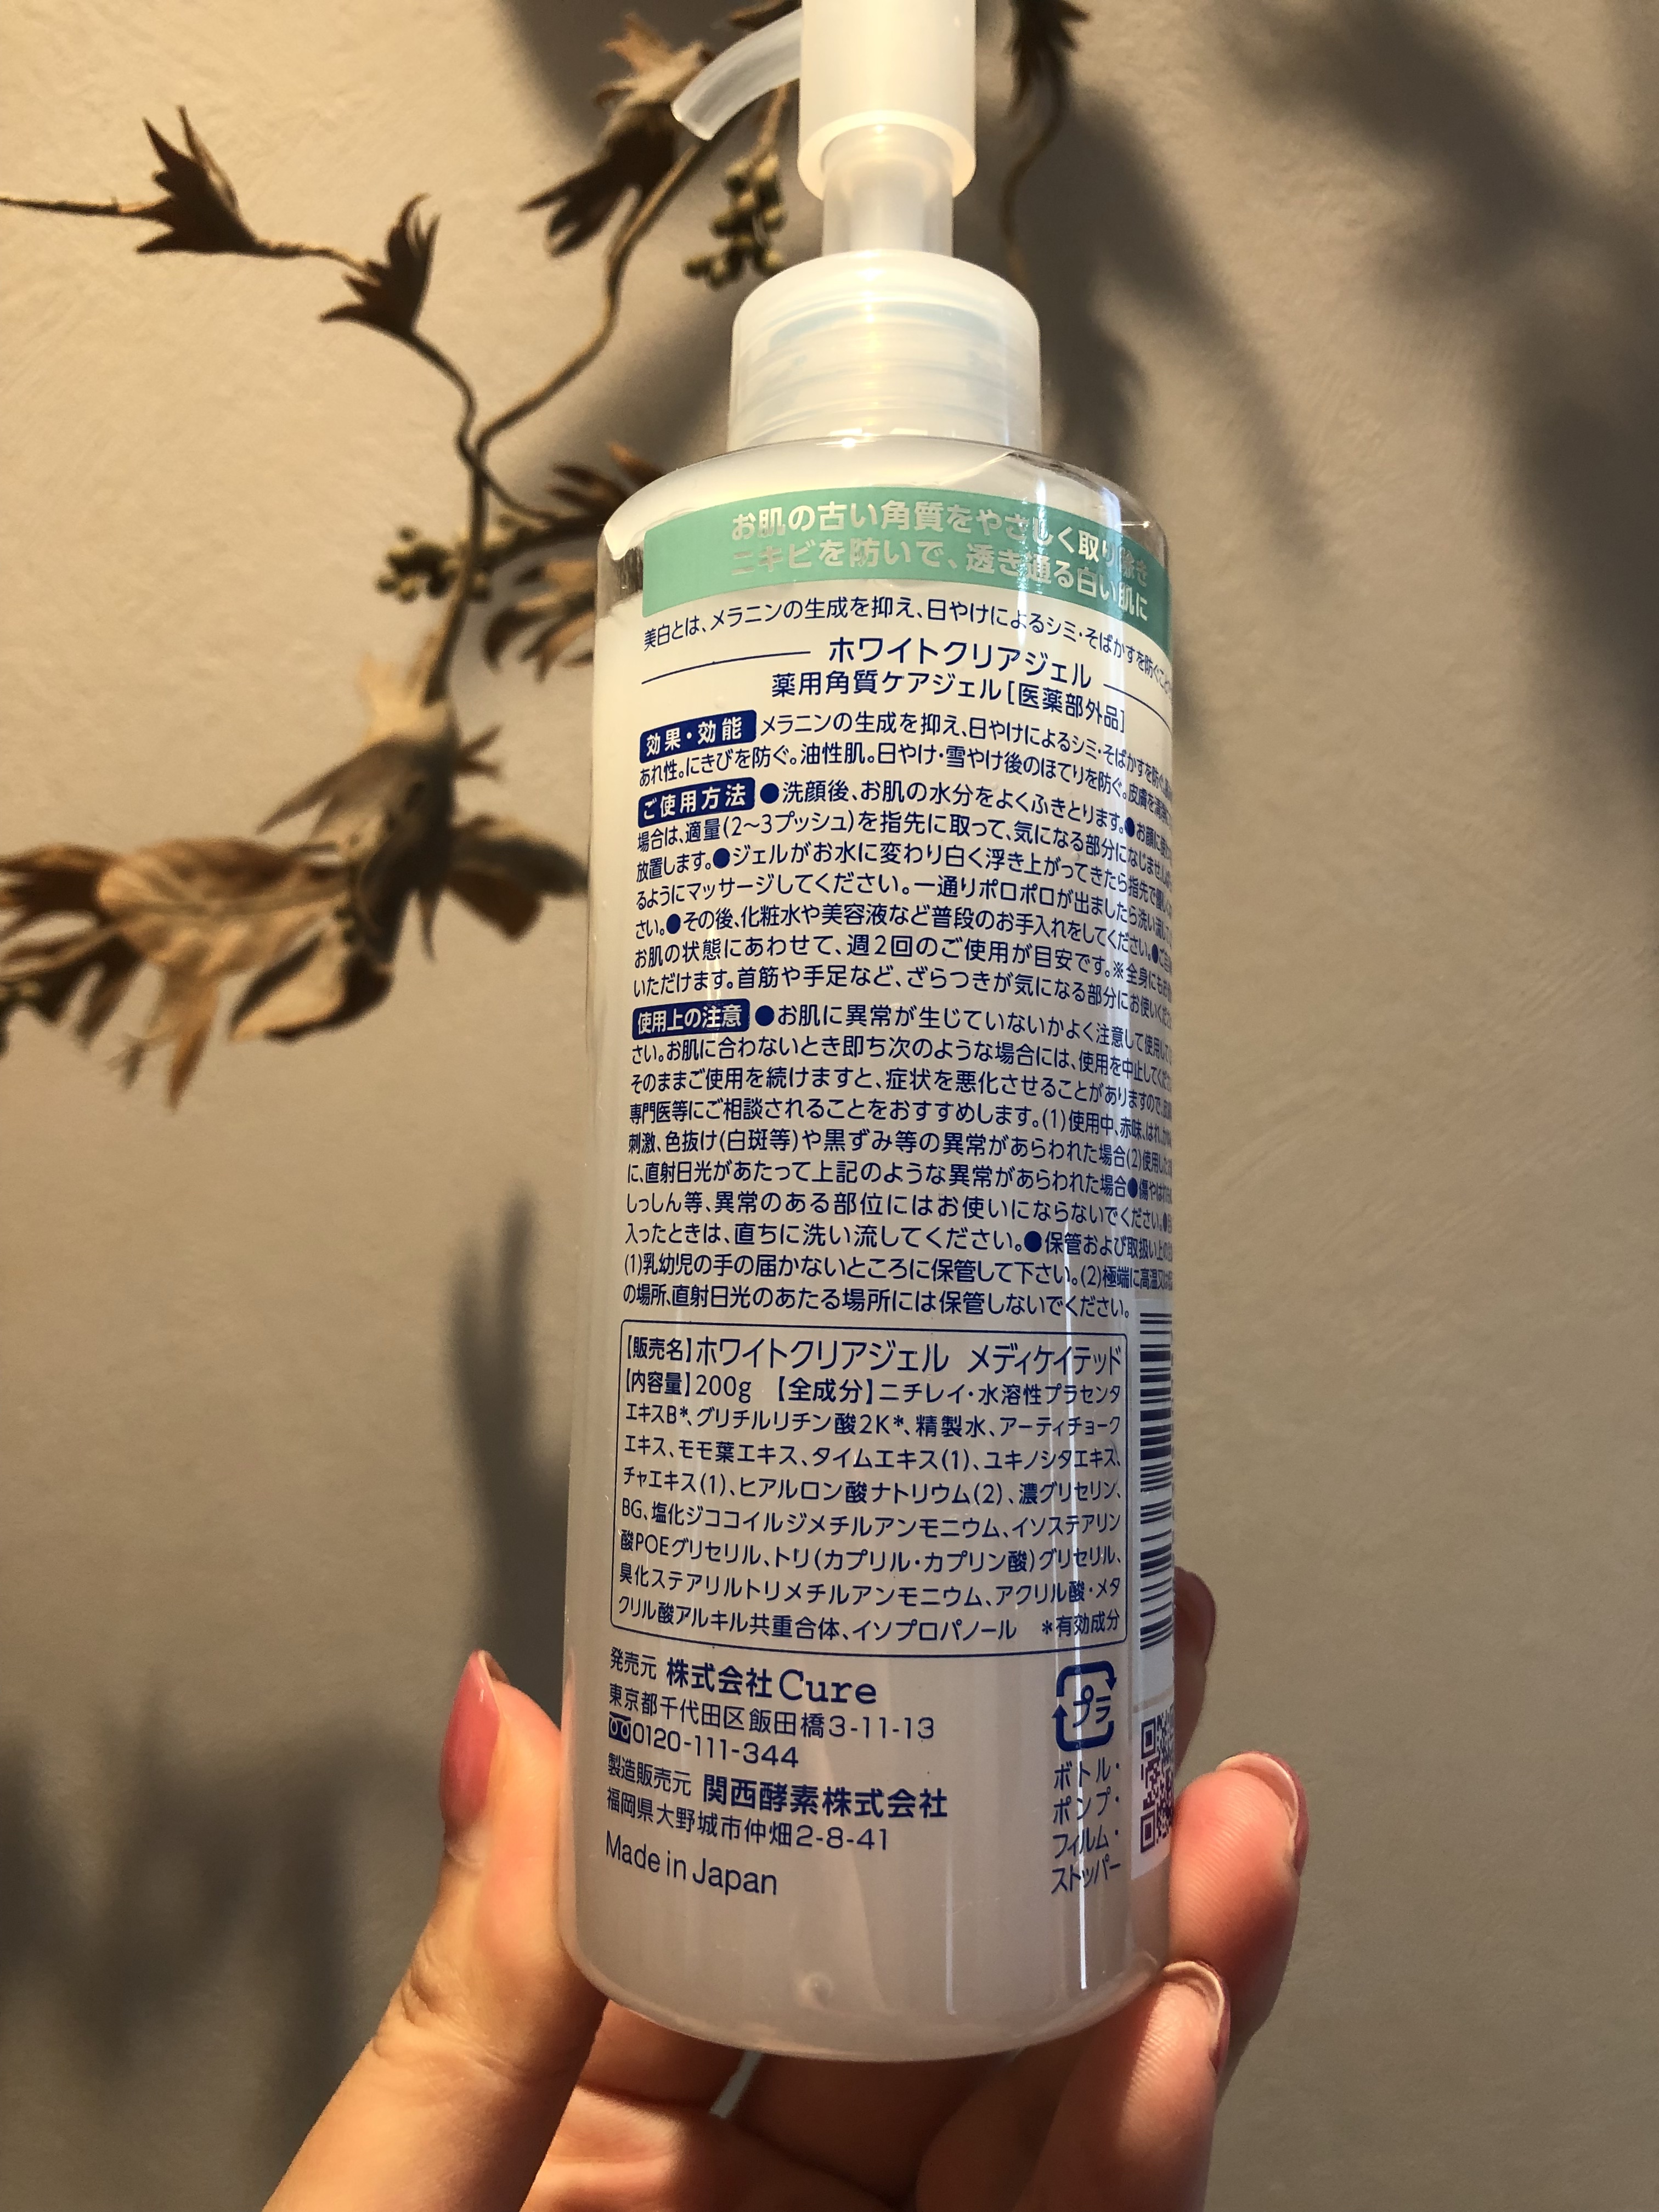 お肌の古い角質をやさしく取り除き
ニキビを防いで、透き通る白い肌に
美白とは、メラニンの生成を抑え、日やけによるシミ・そばかすを防ぐこと
ホワイトクリアジェル
薬用角質ケアジェル[医薬部外品]
効果・効能 メラニンの生成を抑え、日やけによるシミ・そばかすを防ぐ。
あれ性。にきびを防ぐ。油性肌。日やけ・雪やけ後のほてりを防ぐ。皮膚を清浄に
ご使用方法 ●洗顔後、お肌の水分をよくふきとります。●お顔に
場合は、適量(2〜3プッシュ)を指先に取って、気になる部分になじませ
放置します。●ジェルがお水に変わり白く浮き上がってきたら指先で優しく
るようにマッサージしてください。一通りポロポロが出ましたら洗い流して
さい。●その後、化粧水や美容液など普段のお手入れをしてください。●
お肌の状態にあわせて、週2回のご使用が目安です。※全身にも
いただけます。首筋や手足など、ざらつきが気になる部分にお使いくだ
使用上の注意 ●お肌に異常が生じていないかよく注意して使用して
さい。お肌に合わないとき即ち次のような場合には、使用を中止してくだ
そのままご使用を続けますと、症状を悪化させることがありますので、
専門医等にご相談されることをおすすめします。(1)使用中、赤味、はれ、
刺激、色抜け(白斑等)や黒ずみ等の異常があらわれた場合(2)使用した
に、直射日光があたって上記のような異常があらわれた場合●傷や
しっしん等、異常のある部位にはお使いにならないでください。●
入ったときは、直ちに洗い流してください。●保管および取扱い上の
(1)乳幼児の手の届かないところに保管して下さい。(2)極端に高温又は
の場所、直射日光のあたる場所には保管しないでください。
【販売名】ホワイトクリアジェル メディケイテッド
【内容量】200g 【全成分】ニチレイ・水溶性プラセンタ
エキスB*、グリチルリチン酸2K*、精製水、アーティチョーク
エキス、モモ葉エキス、タイムエキス(1)、ユキノシタエキス、
チャエキス(1)、ヒアルロン酸ナトリウム(2)、濃グリセリン、
BG、塩化ジココイルジメチルアンモニウム、イソステアリン
酸POEグリセリル、トリ(カプリル・カプリン酸)グリセリル、
臭化ステアリルトリメチルアンモニウム、アクリル酸・メタ
クリル酸アルキル共重合体、イソプロパノール *有効成分
発売元 株式会社Cure
東京都千代田区飯田橋3-11-13
0120-111-344
製造販売元 関西酵素株式会社
福岡県大野城市仲畑2-8-41
Made in Japan
プラ
ボトル・
ポンプ・
フィルム・
ストッパー